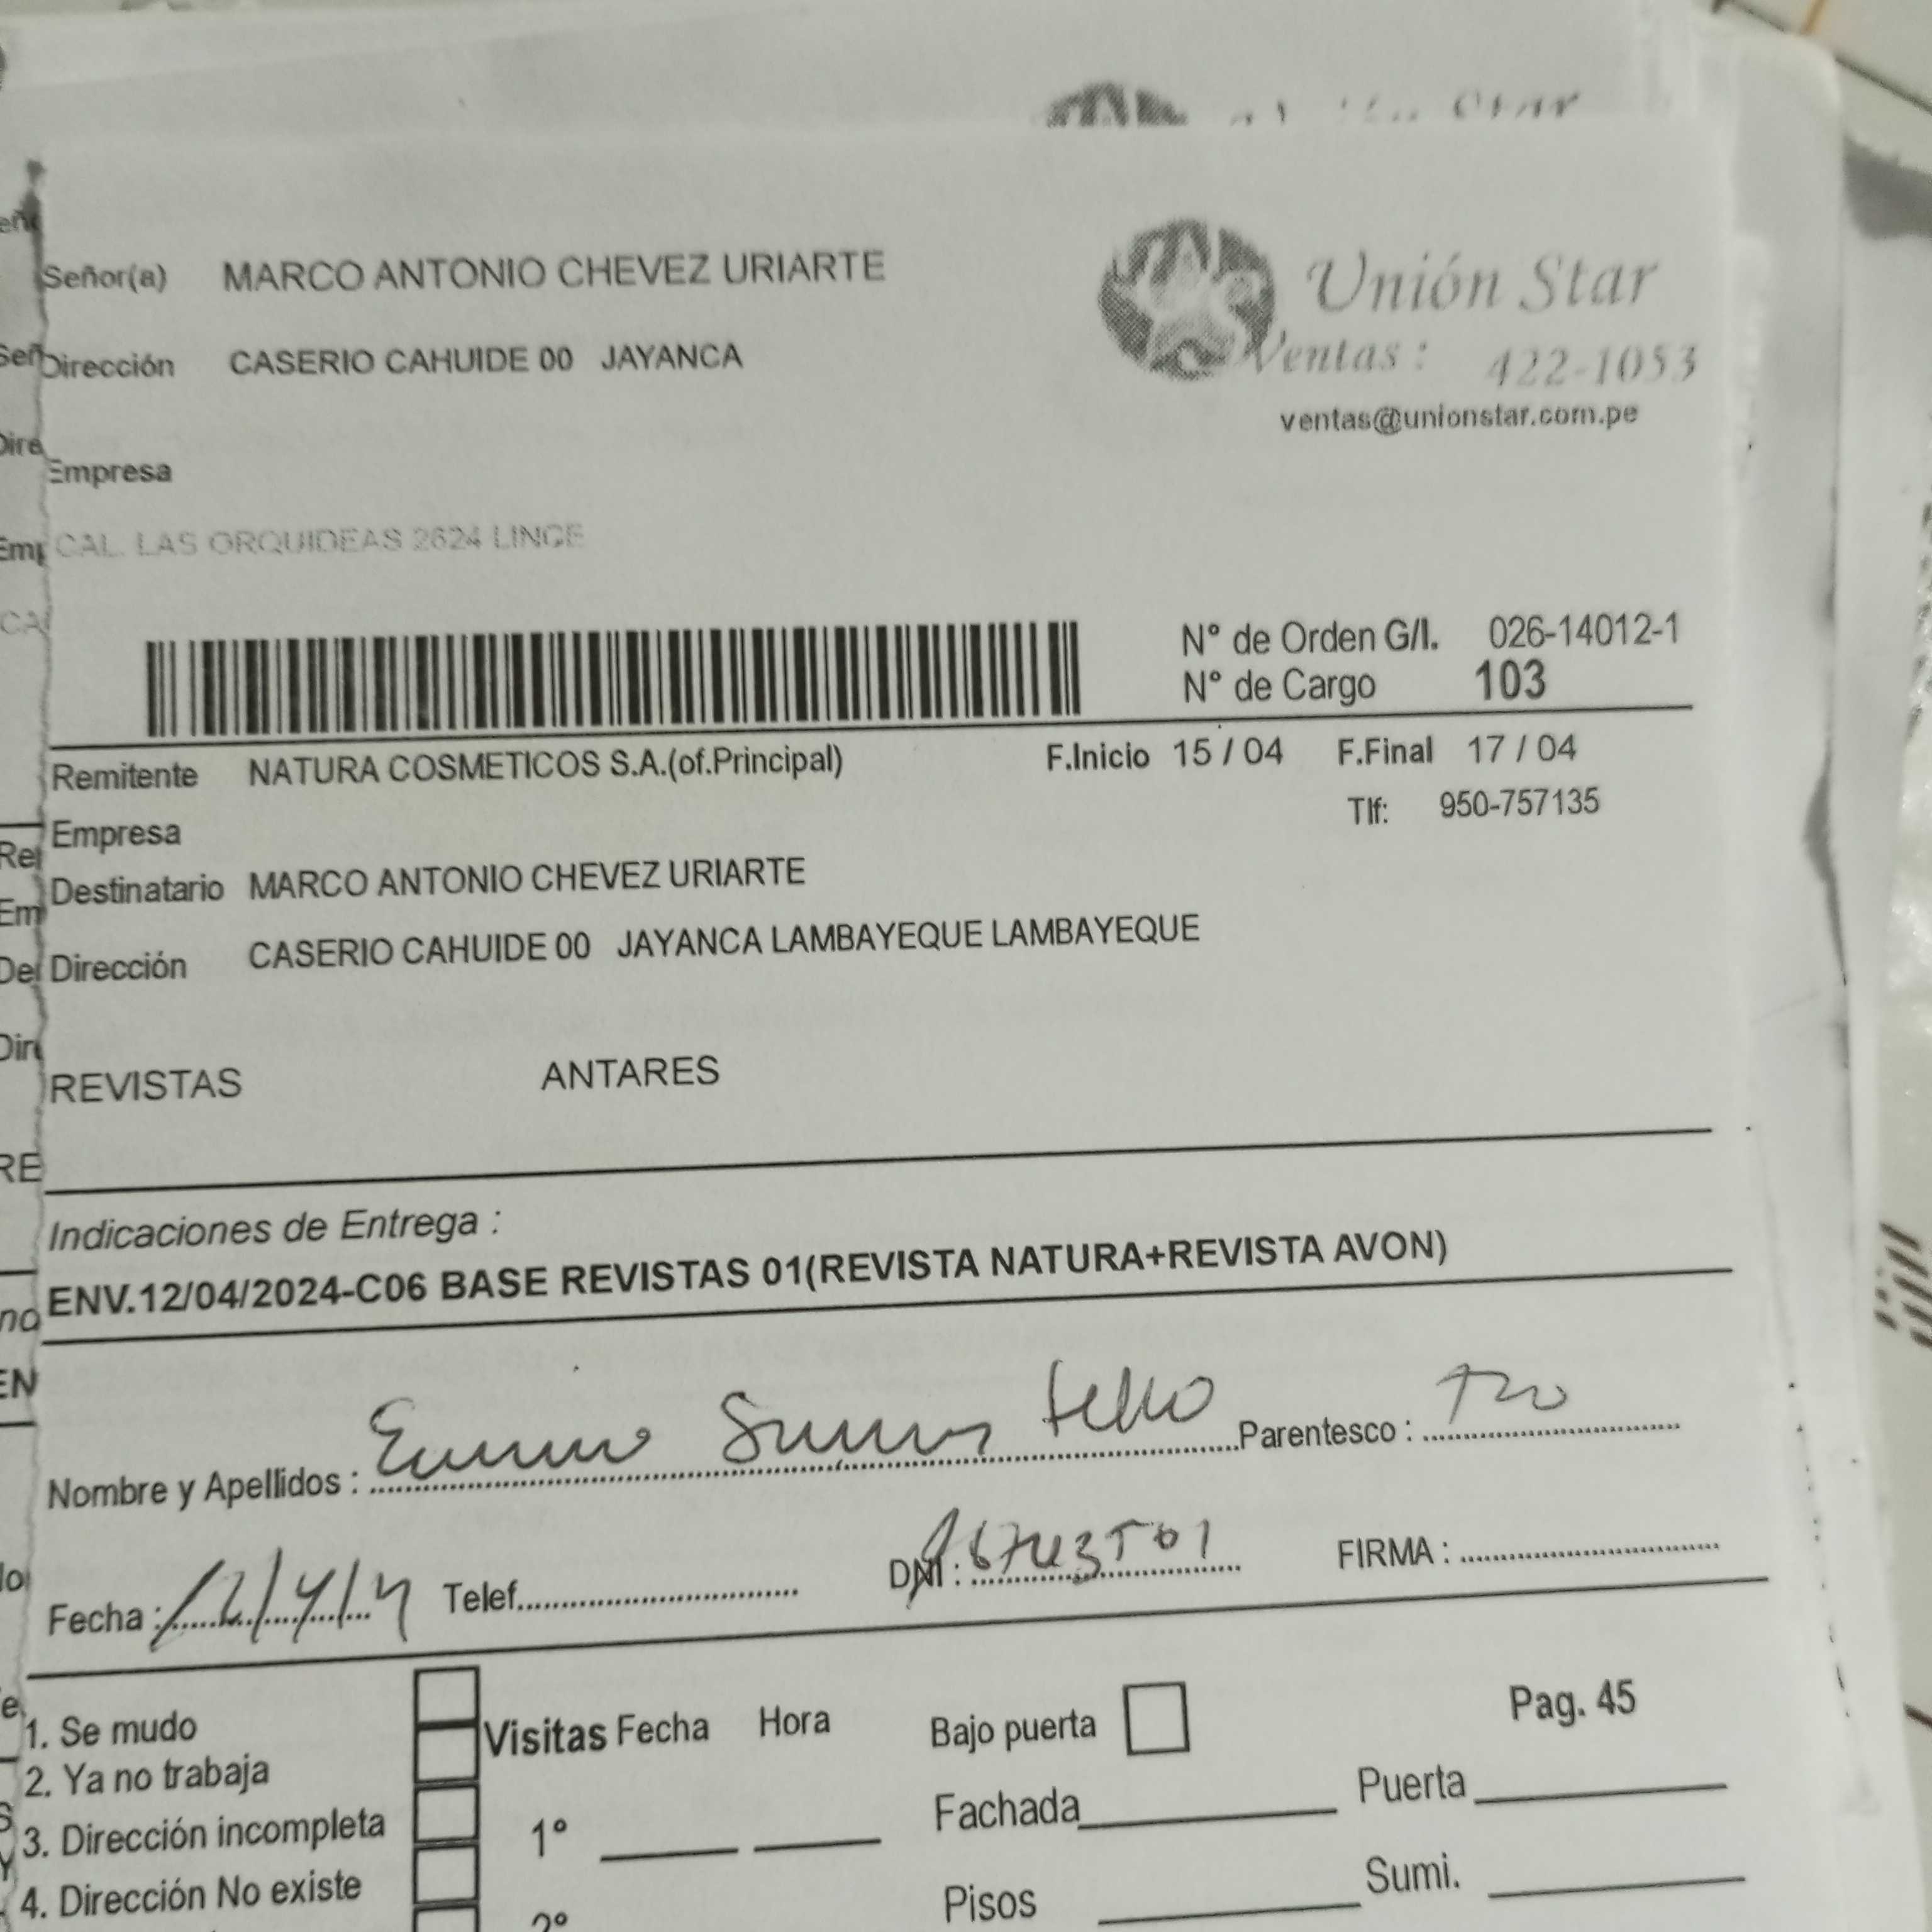 Señor(a) MARCO ANTONIO CHEVEZ URIARTE
Unión Star
Dirección CASERIO CAHUIDE 00 JAYANCA
Ventas: 422-1053
ventas@unionstar.com.pe
Empresa
CAL. LAS ORQUIDEAS 2624 LINCE
N° de Orden G/I. 026-14012-1
N° de Cargo 103
Remitente NATURA COSMETICOS S.A.(of.Principal) F.Inicio 15 / 04 F.Final 17 / 04
Tlf: 950-757135
Empresa
Destinatario MARCO ANTONIO CHEVEZ URIARTE
Dirección CASERIO CAHUIDE 00 JAYANCA LAMBAYEQUE LAMBAYEQUE
REVISTAS ANTARES
Indicaciones de Entrega :
ENV.12/04/2024-C06 BASE REVISTAS 01(REVISTA NATURA+REVISTA AVON)
Nombre y Apellidos : Tello Parentesco :
Fecha : Telef. DNI : FIRMA :
1. Se mudo
2. Ya no trabaja
3. Dirección incompleta
4. Dirección No existe
Visitas Fecha Hora
1°
2°
Bajo puerta Pag. 45
Fachada Puerta
Pisos Sumi.